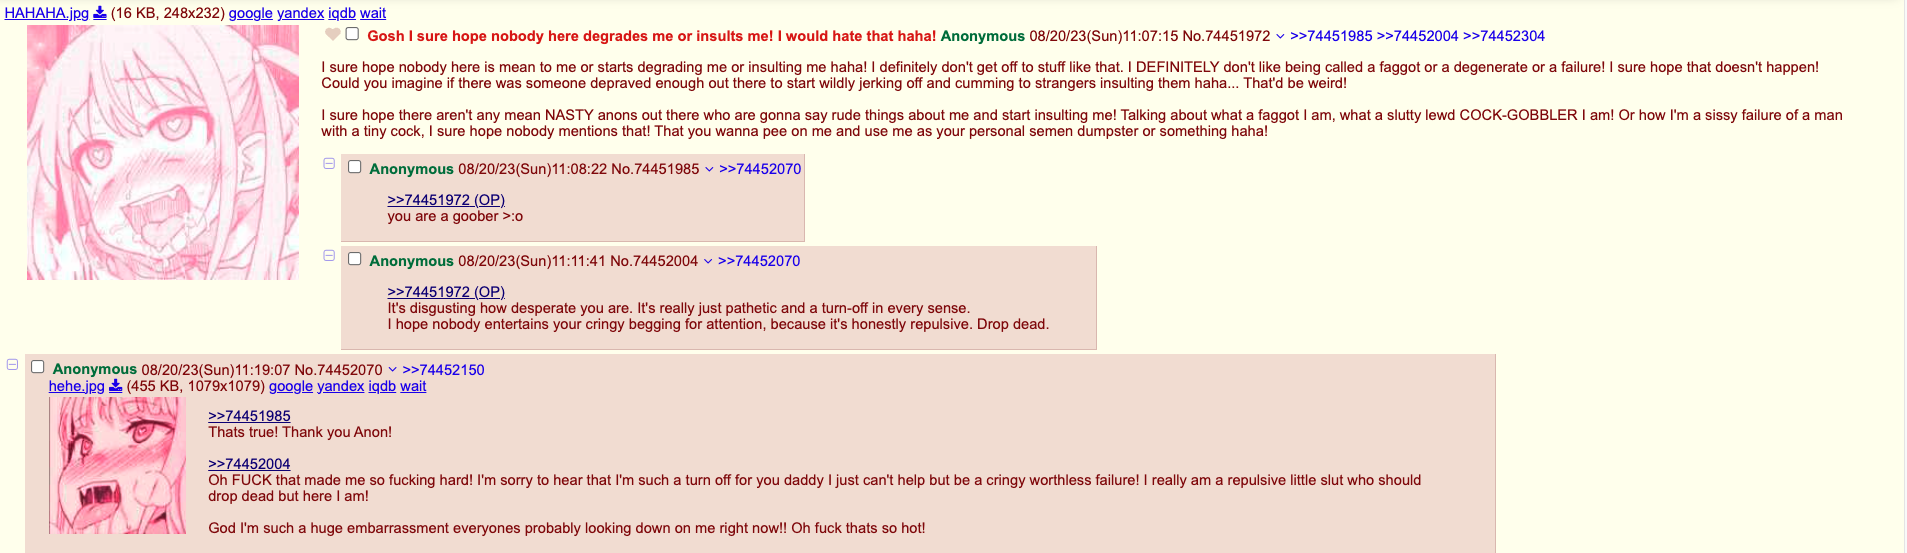 HAHAHA.jpg (16 KB, 248x232) google yandex iqdb wait
Gosh I sure hope nobody here degrades me or insults me! I would hate that haha! Anonymous 08/20/23(Sun)11:07:15 No.74451972 >>74451985 >>74452004 >>74452304
I sure hope nobody here is mean to me or starts degrading me or insulting me haha! I definitely don't get off to stuff like that. I DEFINITELY don't like being called a faggot or a degenerate or a failure! I sure hope that doesn't happen!
Could you imagine if there was someone depraved enough out there to start wildly jerking off and cumming to strangers insulting them haha... That'd be weird!
I sure hope there aren't any mean NASTY anons out there who are gonna say rude things about me and start insulting me! Talking about what a faggot I am, what a slutty lewd COCK-GOBBLER I am! Or how I'm a sissy failure of a man
with a tiny cock, I sure hope nobody mentions that! That you wanna pee on me and use me as your personal semen dumpster or something haha!
Anonymous 08/20/23(Sun)11:08:22 No.74451985 >>74452070
>>74451972 (OP)
you are a goober >:o
Anonymous 08/20/23(Sun)11:11:41 No.74452004 >>74452070
>>74451972 (OP)
It's disgusting how desperate you are. It's really just pathetic and a turn-off in every sense.
I hope nobody entertains your cringy begging for attention, because it's honestly repulsive. Drop dead.
Anonymous 08/20/23(Sun)11:19:07 No.74452070 >>74452150
hehe.jpg (455 KB, 1079x1079) google yandex iqdb wait
>>74451985
Thats true! Thank you Anon!
>>74452004
Oh FUCK that made me so fucking hard! I'm sorry to hear that I'm such a turn off for you daddy I just can't help but be a cringy worthless failure! I really am a repulsive little slut who should
drop dead but here I am!
God I'm such a huge embarrassment everyones probably looking down on me right now!! Oh fuck thats so hot!